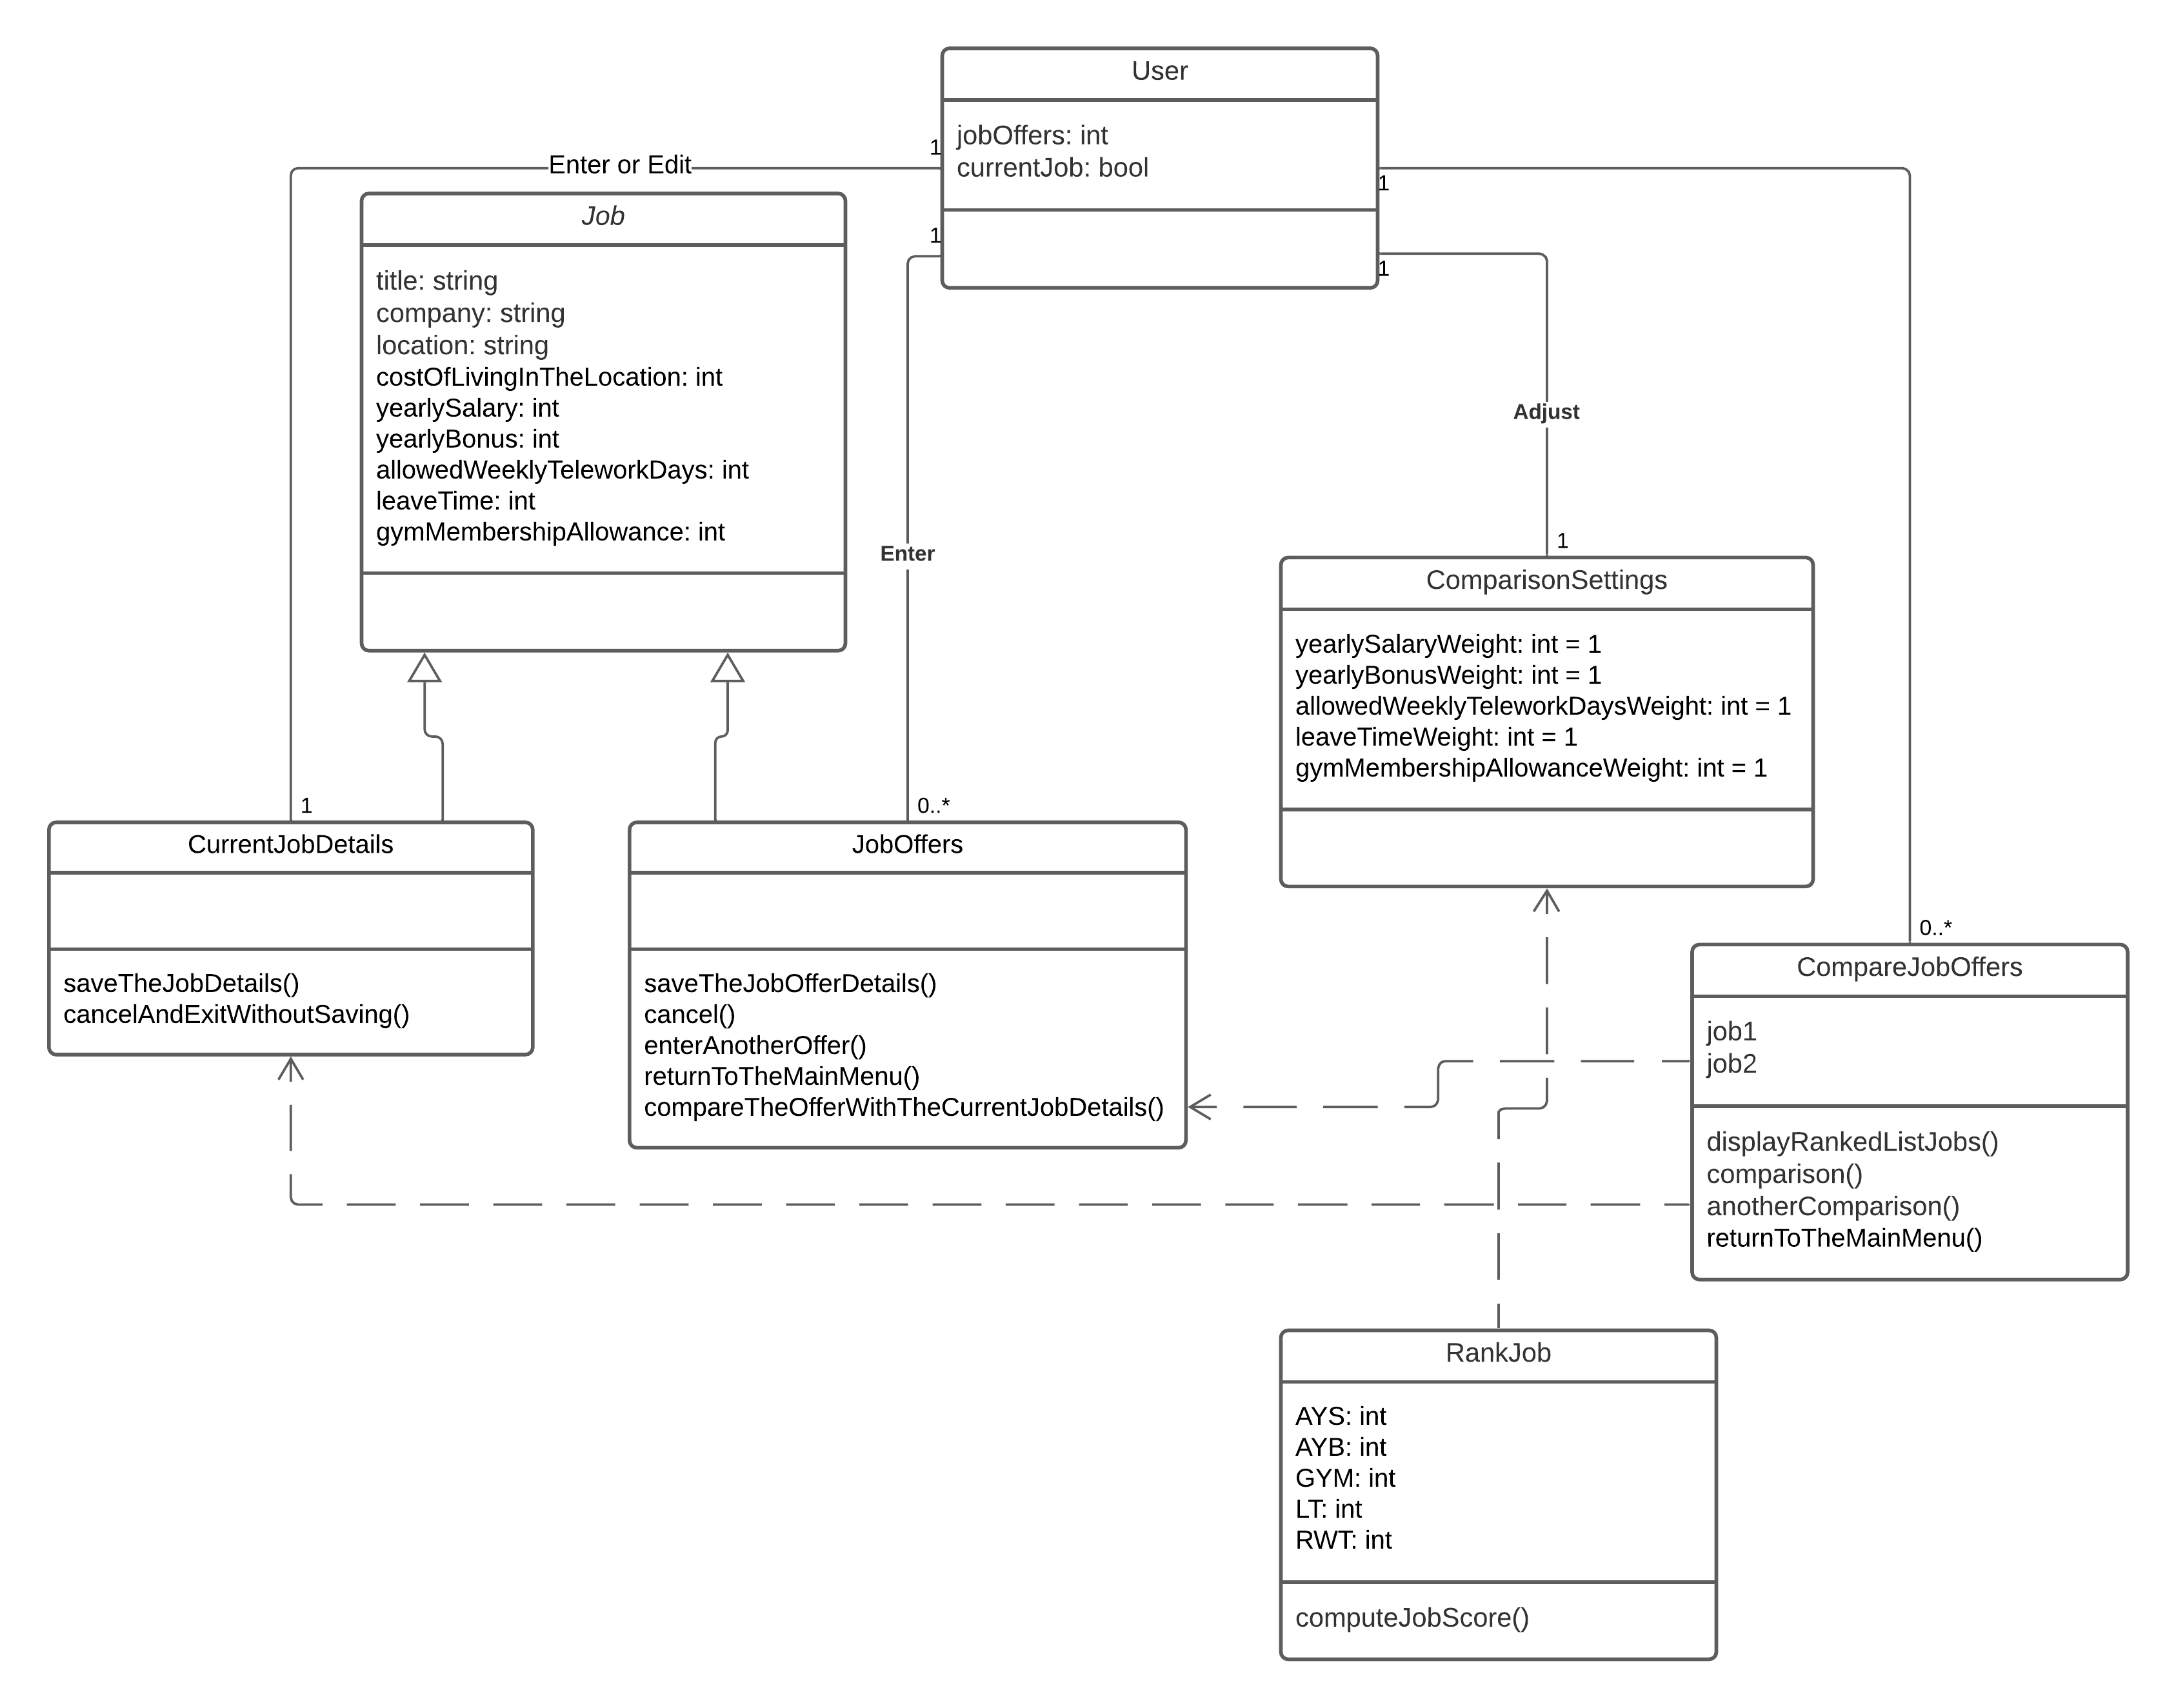 User
jobOffers: int
currentJob: bool
1
1
1
1
Enter or Edit
Job
title: string
company: string
location: string
costOfLivingInTheLocation: int
yearlySalary: int
yearlyBonus: int
allowedWeeklyTeleworkDays: int
leaveTime: int
gymMembershipAllowance: int
Enter
Adjust
1
ComparisonSettings
yearlySalaryWeight: int = 1
yearlyBonusWeight: int = 1
allowedWeeklyTeleworkDaysWeight: int = 1
leaveTimeWeight: int = 1
gymMembershipAllowanceWeight: int = 1
1
CurrentJobDetails
saveTheJobDetails()
cancelAndExitWithoutSaving()
0..*
JobOffers
saveTheJobOfferDetails()
cancel()
enterAnotherOffer()
returnToTheMainMenu()
compareTheOfferWithTheCurrentJobDetails()
0..*
CompareJobOffers
job1
job2
displayRankedListJobs()
comparison()
anotherComparison()
returnToTheMainMenu()
RankJob
AYS: int
AYB: int
GYM: int
LT: int
RWT: int
computeJobScore()